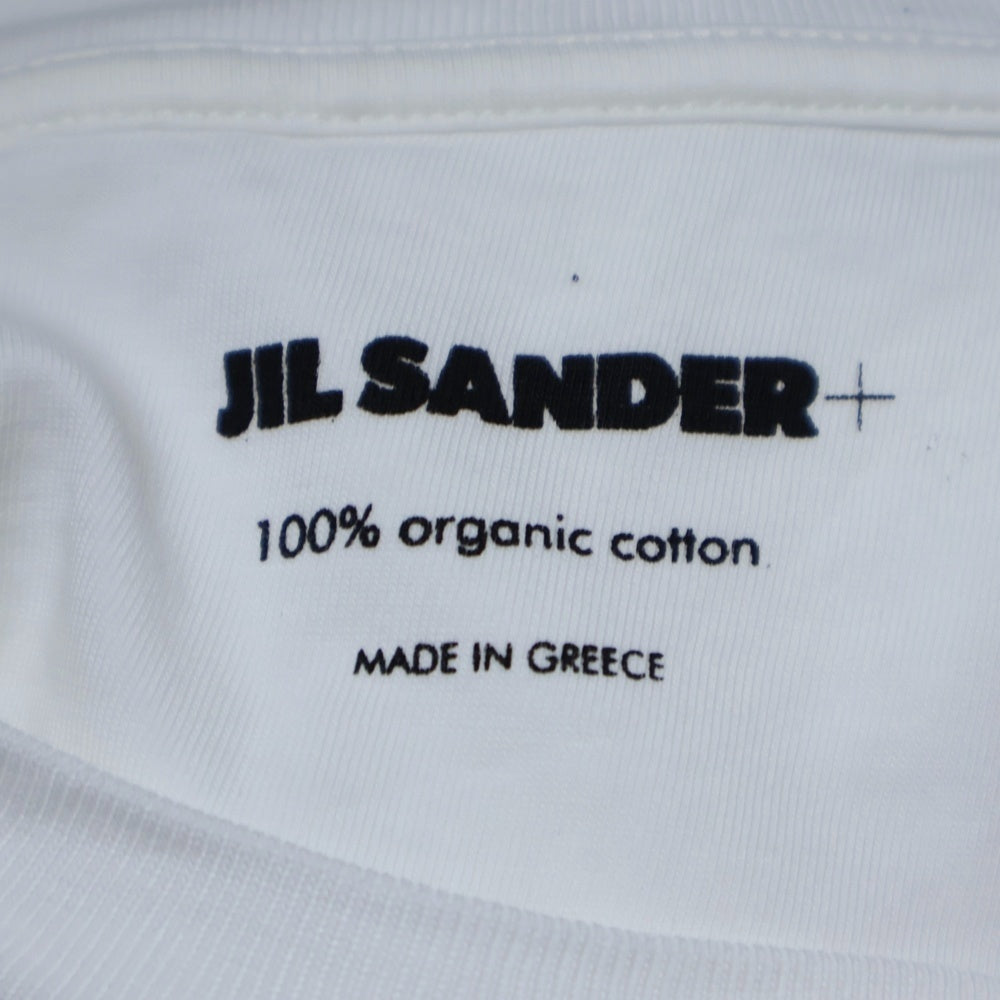 JIL SANDER+
100% organic cotton
MADE IN GREECE